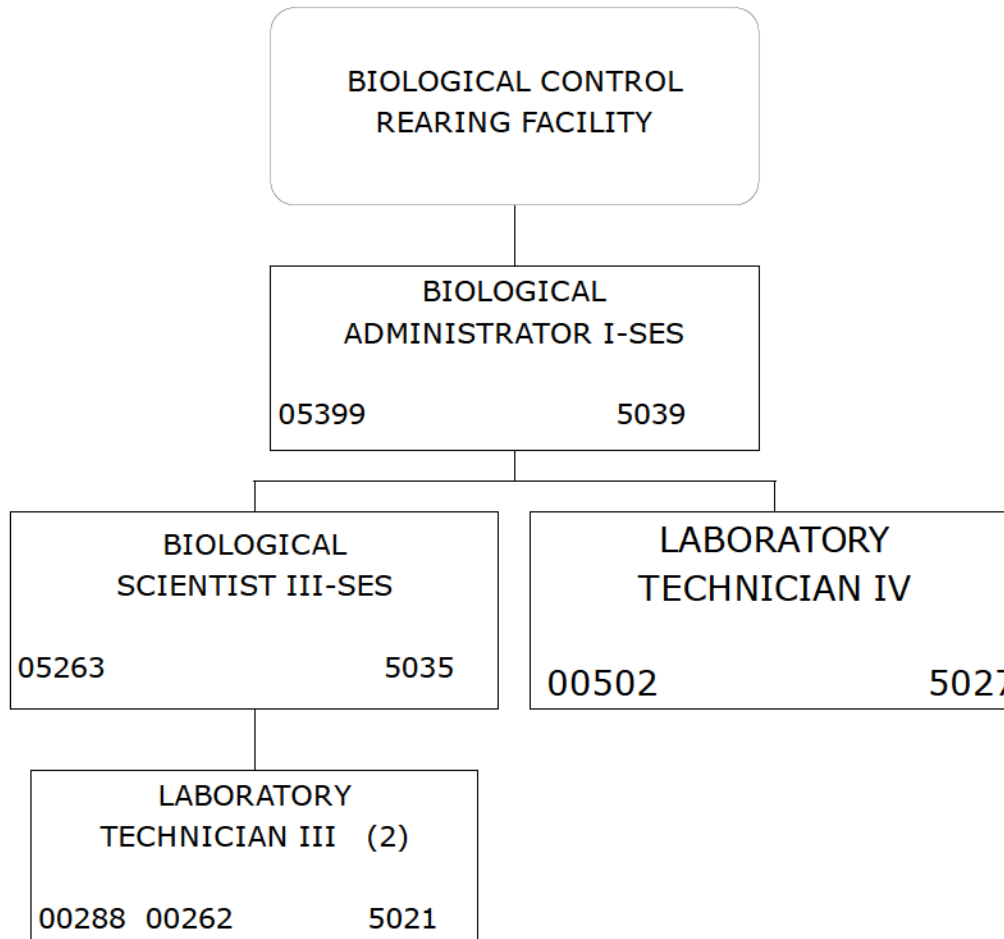 BIOLOGICAL CONTROL
REARING FACILITY
BIOLOGICAL
ADMINISTRATOR I-SES
05399 5039
BIOLOGICAL
SCIENTIST III-SES
05263 5035
LABORATORY
TECHNICIAN IV
00502 5027
LABORATORY
TECHNICIAN III (2)
00288 00262 5021